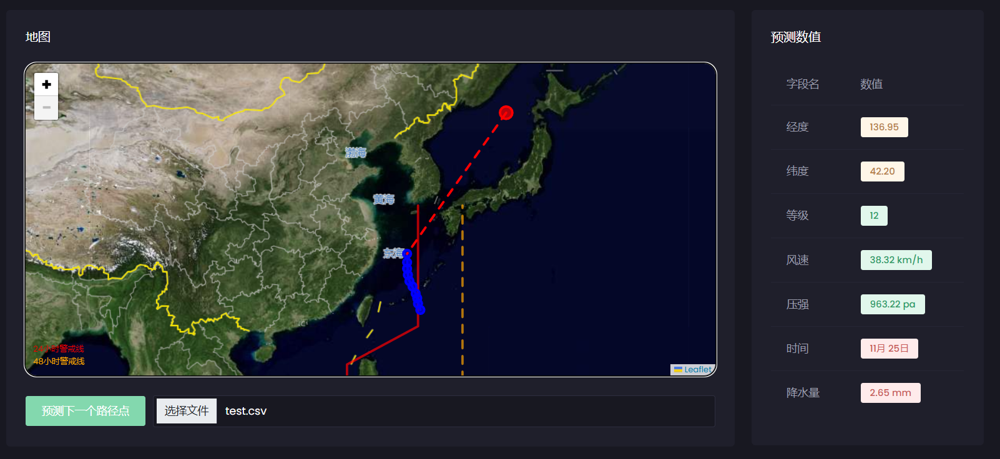 地图
+
−
渤海
黄海
东海
24小时警戒线
48小时警戒线
Leaflet
预测下一个路径点
选择文件 test.csv
预测数值
字段名 数值
经度 136.95
纬度 42.20
等级 12
风速 38.32 km/h
压强 963.22 pa
时间 11月 25日
降水量 2.65 mm